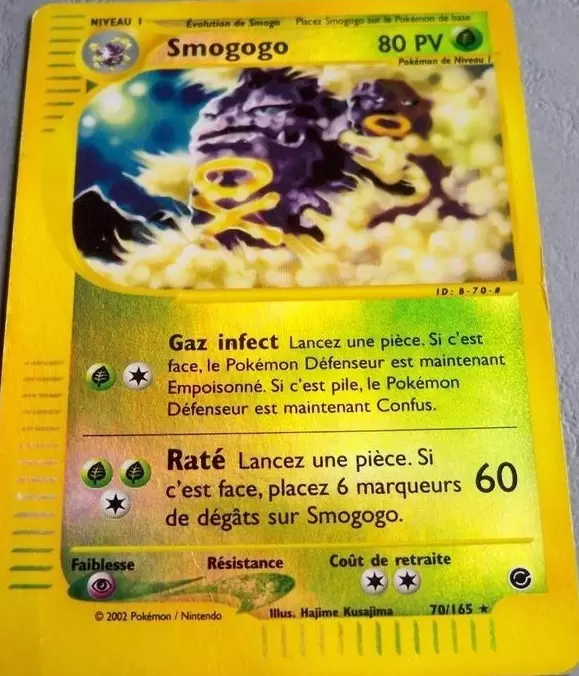 NIVEAU 1 Évolution de Smogo Placez Smogogo sur le Pokémon de base
Smogogo 80 PV
Pokémon de Niveau 1
ID: B-70-#
Gaz infect Lancez une pièce. Si c'est
face, le Pokémon Défenseur est maintenant
Empoisonné. Si c'est pile, le Pokémon
Défenseur est maintenant Confus.
Raté Lancez une pièce. Si
c'est face, placez 6 marqueurs 60
de dégâts sur Smogogo.
Faiblesse Résistance Coût de retraite
© 2002 Pokémon / Nintendo Illus. Hajime Kusajima 70/165 ★